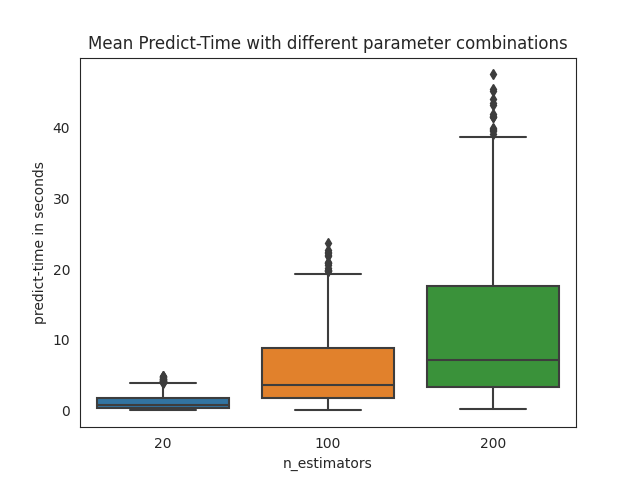 Mean Predict-Time with different parameter combinations
predict-time in seconds
40
30
20
10
0
20 100 200
n_estimators